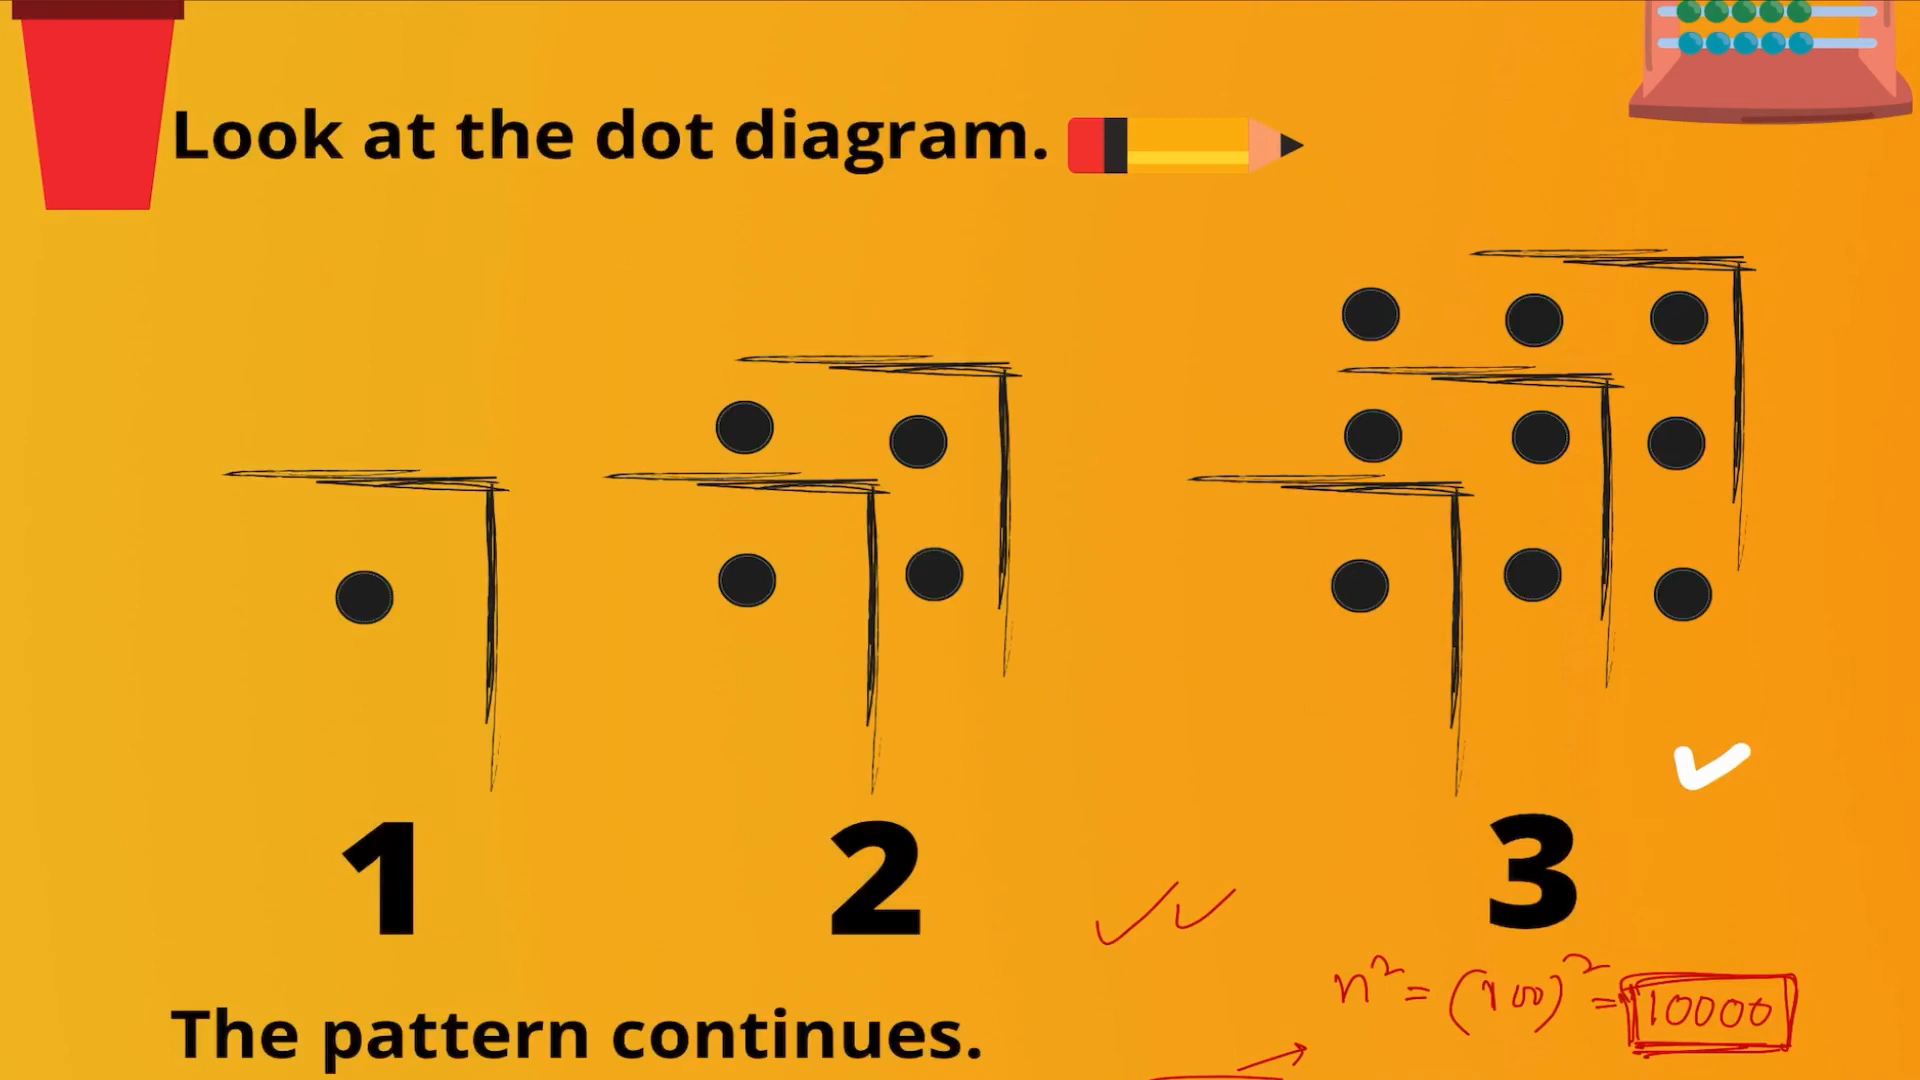 Look at the dot diagram.
1 2 3
n² = (100)² = 10000
The pattern continues.